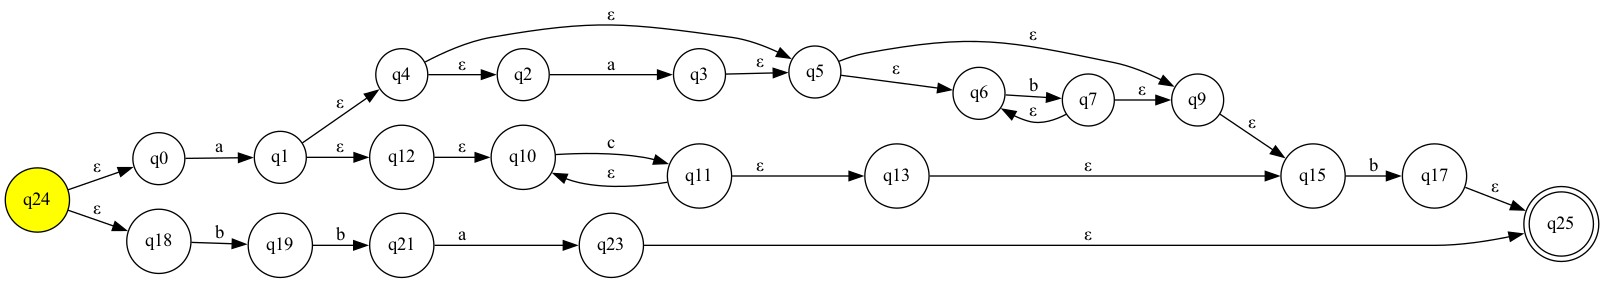 ε
q4 ε q2 a q3 ε q5 ε q9
ε q6 b q7 ε
ε
ε ε
q24 ε q0 a q1 ε q12 ε q10 c q11 ε q13 ε q15 b q17 ε q25
ε
ε q18 b q19 b q21 a q23 ε